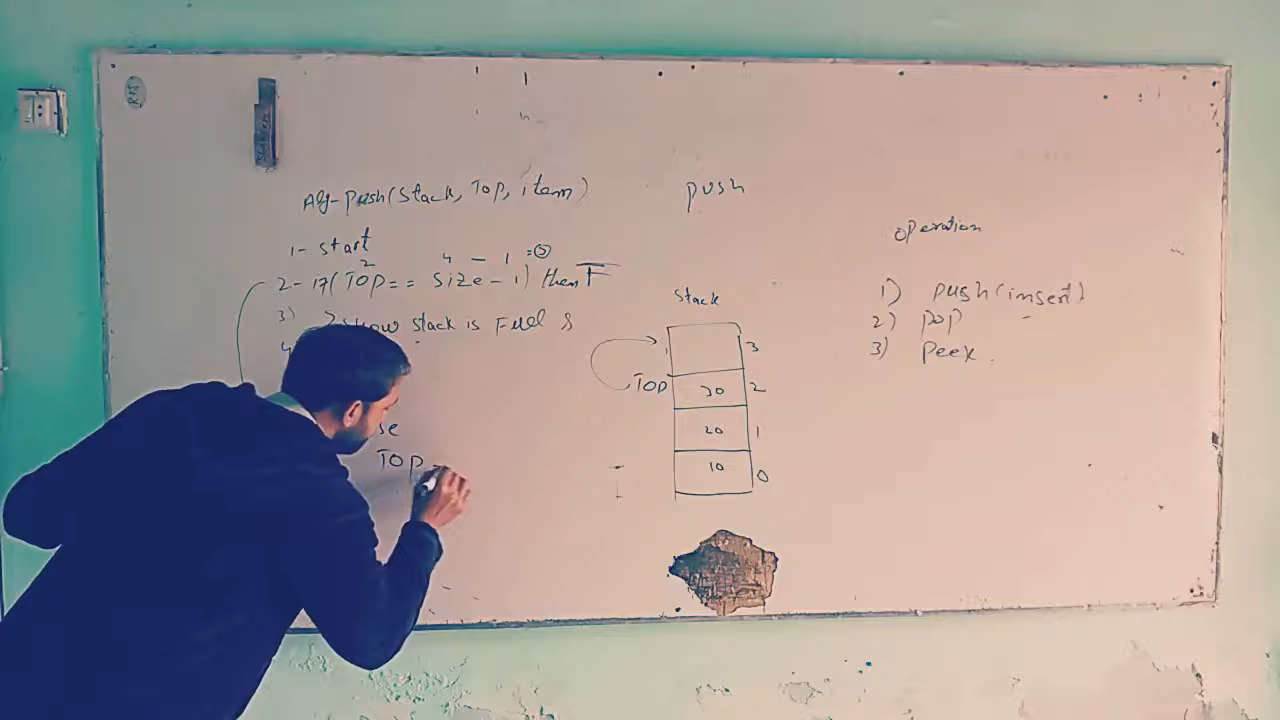 Alg-push(Stack, Top, item)
push
1- start
2 4 - 1 = 3
2- if(Top == Size-1) then F
3) show stack is Full &
4
se
Top
Stack
3
Top 30 2
20 1
10 0
operation
1) push(insert)
2) pop
3) Peek.